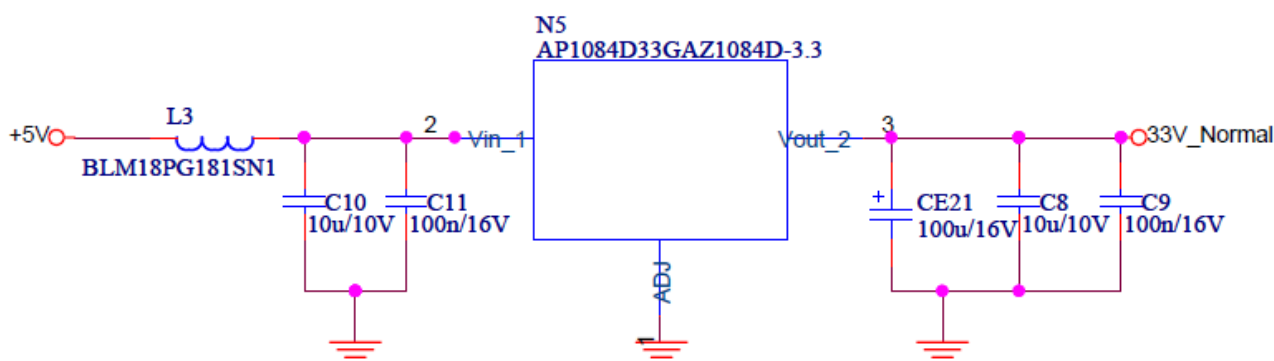 N5
AP1084D33GAZ1084D-3.3
L3
+5V
2
Vin_1
Vout_2
3
33V_Normal
BLM18PG181SN1
C10
10u/10V
C11
100n/16V
+
CE21
100u/16V
C8
10u/10V
C9
100n/16V
ADJ
1